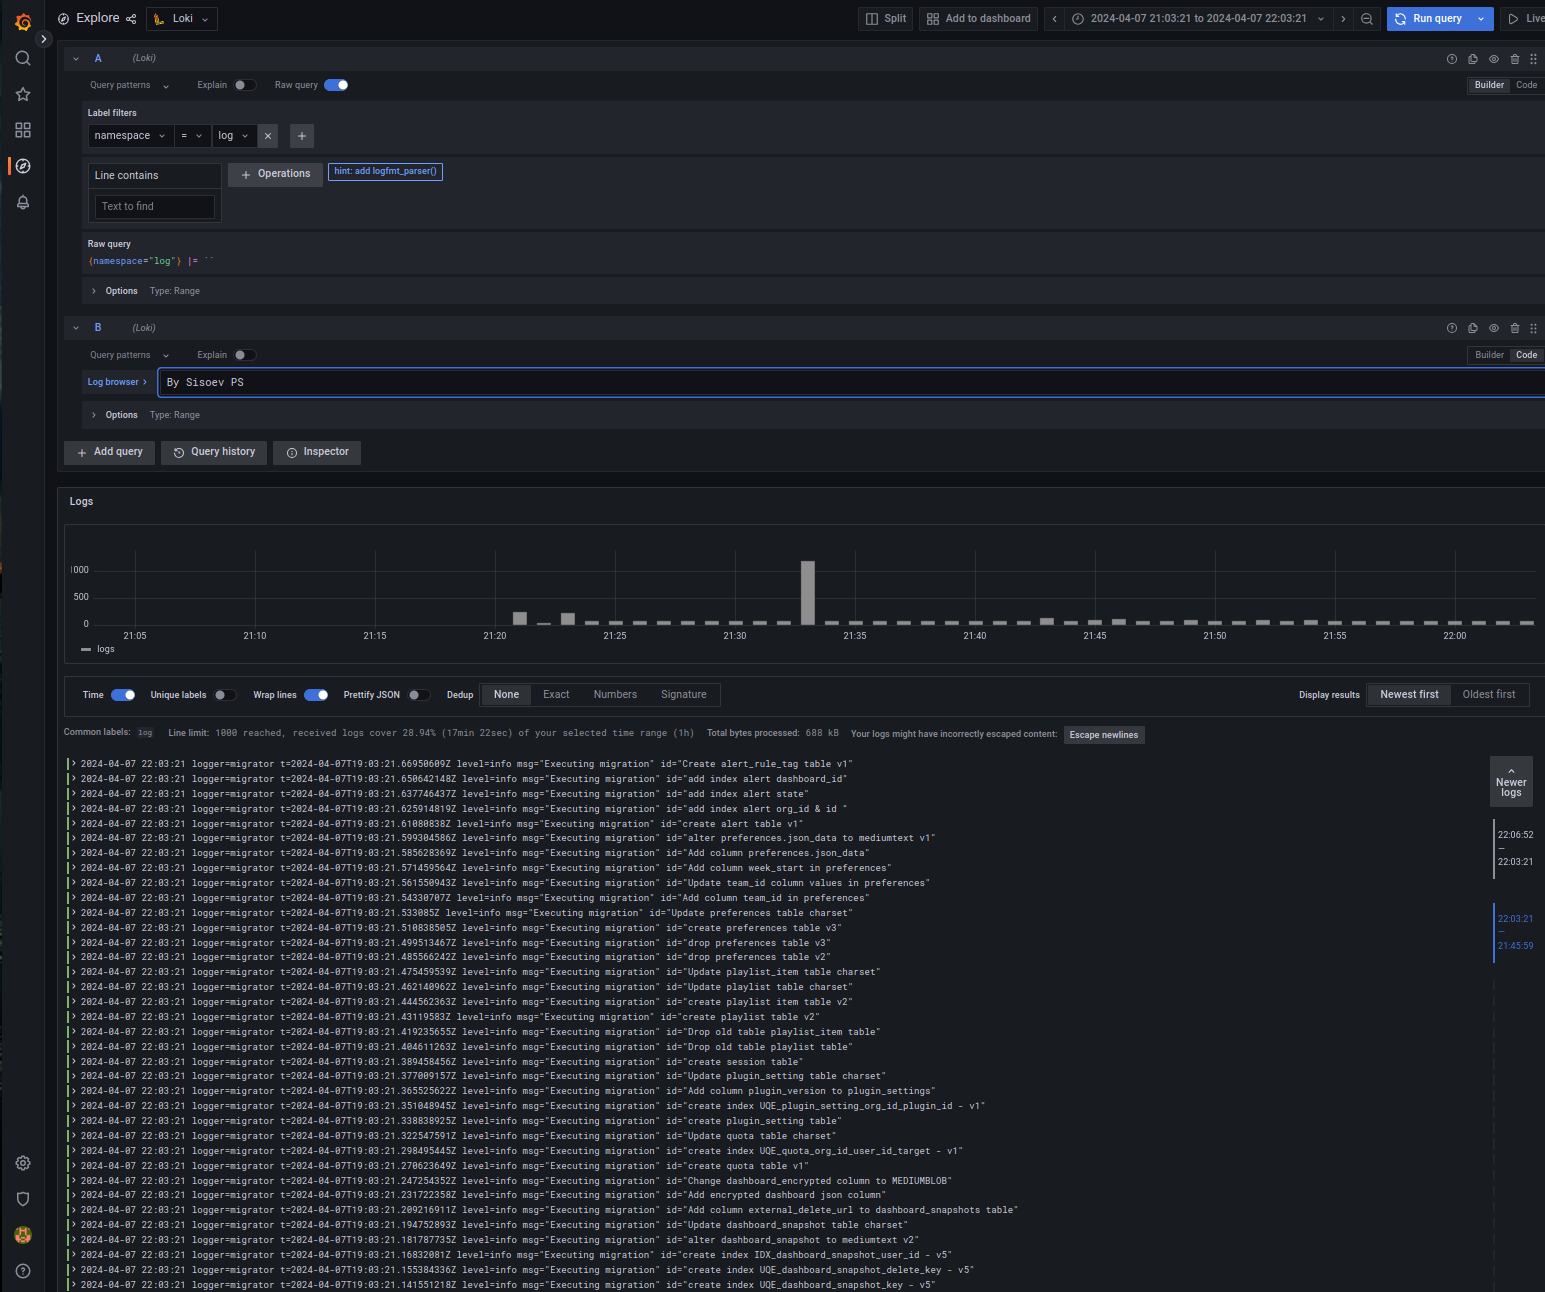 Explore Loki Split Add to dashboard 2024-04-07 21:03:21 to 2024-04-07 22:03:21 Run query Live
A (Loki)
Query patterns Explain Raw query Builder Code
Label filters
namespace = log
Line contains Operations hint: add logfmt_parser()
Text to find
Raw query
{namespace="log"} |= ``
Options Type: Range
B (Loki)
Query patterns Explain Builder Code
Log browser By Sisoev PS
Options Type: Range
Add query Query history Inspector
Logs
1000
500
0
21:05 21:10 21:15 21:20 21:25 21:30 21:35 21:40 21:45 21:50 21:55 22:00
logs
Time Unique labels Wrap lines Prettify JSON Dedup None Exact Numbers Signature Display results Newest first Oldest first
Common labels: log Line limit: 1000 reached, received logs cover 28.94% (17min 22sec) of your selected time range (1h) Total bytes processed: 688 kB Your logs might have incorrectly escaped content: Escape newlines
2024-04-07 22:03:21 logger=migrator t=2024-04-07T19:03:21.66950609Z level=info msg="Executing migration" id="Create alert_rule_tag table v1"
2024-04-07 22:03:21 logger=migrator t=2024-04-07T19:03:21.650642148Z level=info msg="Executing migration" id="add index alert dashboard_id"
2024-04-07 22:03:21 logger=migrator t=2024-04-07T19:03:21.637746437Z level=info msg="Executing migration" id="add index alert state"
2024-04-07 22:03:21 logger=migrator t=2024-04-07T19:03:21.625914819Z level=info msg="Executing migration" id="add index alert org_id & id "
2024-04-07 22:03:21 logger=migrator t=2024-04-07T19:03:21.61080838Z level=info msg="Executing migration" id="create alert table v1"
2024-04-07 22:03:21 logger=migrator t=2024-04-07T19:03:21.599304586Z level=info msg="Executing migration" id="alter preferences.json_data to mediumtext v1"
2024-04-07 22:03:21 logger=migrator t=2024-04-07T19:03:21.585628369Z level=info msg="Executing migration" id="Add column preferences.json_data"
2024-04-07 22:03:21 logger=migrator t=2024-04-07T19:03:21.571459564Z level=info msg="Executing migration" id="Add column week_start in preferences"
2024-04-07 22:03:21 logger=migrator t=2024-04-07T19:03:21.561550943Z level=info msg="Executing migration" id="Update team_id column values in preferences"
2024-04-07 22:03:21 logger=migrator t=2024-04-07T19:03:21.54330707Z level=info msg="Executing migration" id="Add column team_id in preferences"
2024-04-07 22:03:21 logger=migrator t=2024-04-07T19:03:21.533085Z level=info msg="Executing migration" id="Update preferences table charset"
2024-04-07 22:03:21 logger=migrator t=2024-04-07T19:03:21.510838505Z level=info msg="Executing migration" id="create preferences table v3"
2024-04-07 22:03:21 logger=migrator t=2024-04-07T19:03:21.499513467Z level=info msg="Executing migration" id="drop preferences table v3"
2024-04-07 22:03:21 logger=migrator t=2024-04-07T19:03:21.485566242Z level=info msg="Executing migration" id="drop preferences table v2"
2024-04-07 22:03:21 logger=migrator t=2024-04-07T19:03:21.475459539Z level=info msg="Executing migration" id="Update playlist_item table charset"
2024-04-07 22:03:21 logger=migrator t=2024-04-07T19:03:21.462140962Z level=info msg="Executing migration" id="Update playlist table charset"
2024-04-07 22:03:21 logger=migrator t=2024-04-07T19:03:21.444562363Z level=info msg="Executing migration" id="create playlist item table v2"
2024-04-07 22:03:21 logger=migrator t=2024-04-07T19:03:21.43119583Z level=info msg="Executing migration" id="create playlist table v2"
2024-04-07 22:03:21 logger=migrator t=2024-04-07T19:03:21.419235655Z level=info msg="Executing migration" id="Drop old table playlist_item table"
2024-04-07 22:03:21 logger=migrator t=2024-04-07T19:03:21.404611263Z level=info msg="Executing migration" id="Drop old table playlist table"
2024-04-07 22:03:21 logger=migrator t=2024-04-07T19:03:21.389458456Z level=info msg="Executing migration" id="create session table"
2024-04-07 22:03:21 logger=migrator t=2024-04-07T19:03:21.377009157Z level=info msg="Executing migration" id="Update plugin_setting table charset"
2024-04-07 22:03:21 logger=migrator t=2024-04-07T19:03:21.365525622Z level=info msg="Executing migration" id="Add column plugin_version to plugin_settings"
2024-04-07 22:03:21 logger=migrator t=2024-04-07T19:03:21.351048945Z level=info msg="Executing migration" id="create index UQE_plugin_setting_org_id_plugin_id - v1"
2024-04-07 22:03:21 logger=migrator t=2024-04-07T19:03:21.338838925Z level=info msg="Executing migration" id="create plugin_setting table"
2024-04-07 22:03:21 logger=migrator t=2024-04-07T19:03:21.322547591Z level=info msg="Executing migration" id="Update quota table charset"
2024-04-07 22:03:21 logger=migrator t=2024-04-07T19:03:21.298495445Z level=info msg="Executing migration" id="create index UQE_quota_org_id_user_id_target - v1"
2024-04-07 22:03:21 logger=migrator t=2024-04-07T19:03:21.270623649Z level=info msg="Executing migration" id="create quota table v1"
2024-04-07 22:03:21 logger=migrator t=2024-04-07T19:03:21.247254352Z level=info msg="Executing migration" id="Change dashboard_encrypted column to MEDIUMBLOB"
2024-04-07 22:03:21 logger=migrator t=2024-04-07T19:03:21.231722358Z level=info msg="Executing migration" id="Add encrypted dashboard json column"
2024-04-07 22:03:21 logger=migrator t=2024-04-07T19:03:21.209216911Z level=info msg="Executing migration" id="Add column external_delete_url to dashboard_snapshots table"
2024-04-07 22:03:21 logger=migrator t=2024-04-07T19:03:21.194752893Z level=info msg="Executing migration" id="Update dashboard_snapshot table charset"
2024-04-07 22:03:21 logger=migrator t=2024-04-07T19:03:21.181787735Z level=info msg="Executing migration" id="alter dashboard_snapshot to mediumtext v2"
2024-04-07 22:03:21 logger=migrator t=2024-04-07T19:03:21.16832081Z level=info msg="Executing migration" id="create index IDX_dashboard_snapshot_user_id - v5"
2024-04-07 22:03:21 logger=migrator t=2024-04-07T19:03:21.155384336Z level=info msg="Executing migration" id="create index UQE_dashboard_snapshot_delete_key - v5"
2024-04-07 22:03:21 logger=migrator t=2024-04-07T19:03:21.141551218Z level=info msg="Executing migration" id="create index UQE_dashboard_snapshot_key - v5"
Newer
logs
22:06:52
—
22:03:21
22:03:21
—
21:45:59